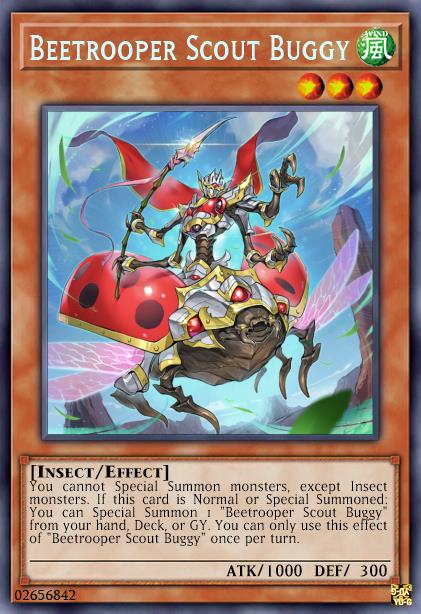 BEETROOPER SCOUT BUGGY
WIND
風
[INSECT/EFFECT]
You cannot Special Summon monsters, except Insect
monsters. If this card is Normal or Special Summoned:
You can Special Summon 1 "Beetrooper Scout Buggy"
from your hand, Deck, or GY. You can only use this effect
of "Beetrooper Scout Buggy" once per turn.
ATK/1000 DEF/ 300
02656842